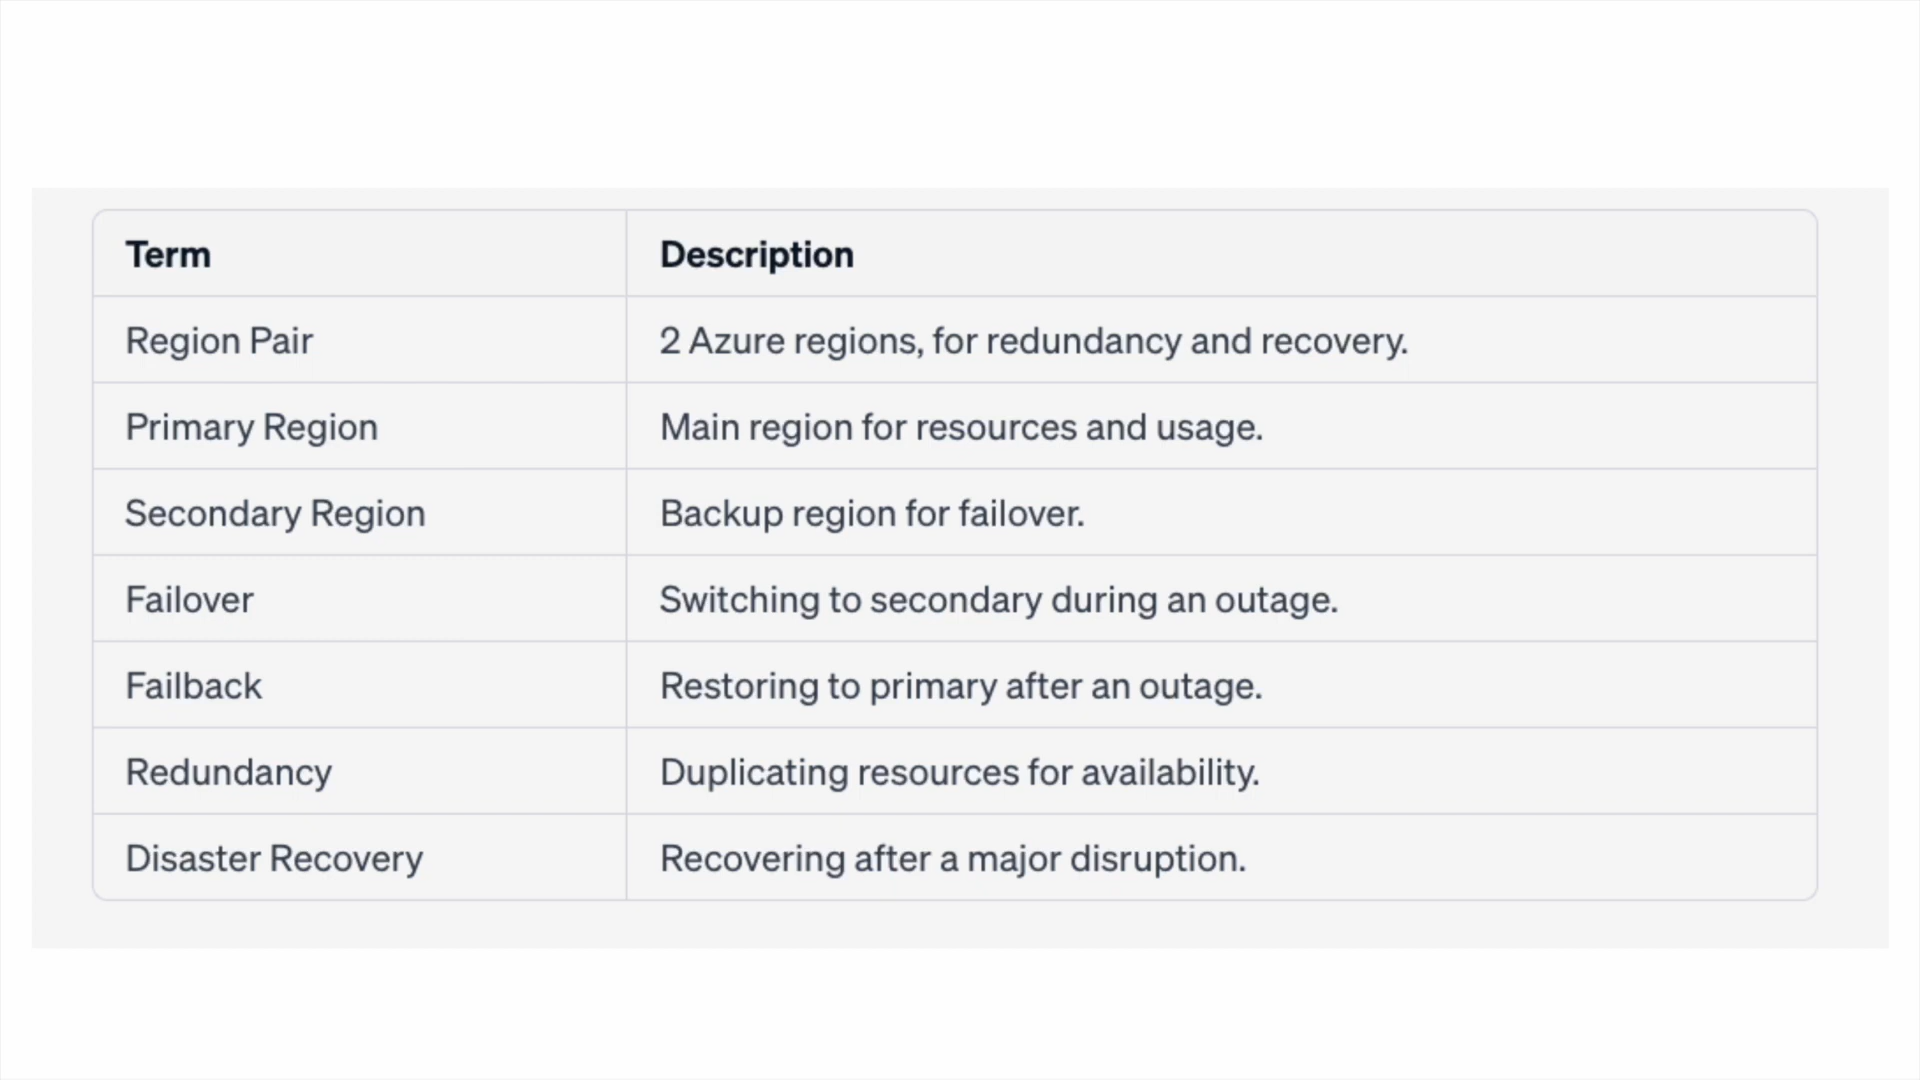 Term Description
Region Pair 2 Azure regions, for redundancy and recovery.
Primary Region Main region for resources and usage.
Secondary Region Backup region for failover.
Failover Switching to secondary during an outage.
Failback Restoring to primary after an outage.
Redundancy Duplicating resources for availability.
Disaster Recovery Recovering after a major disruption.